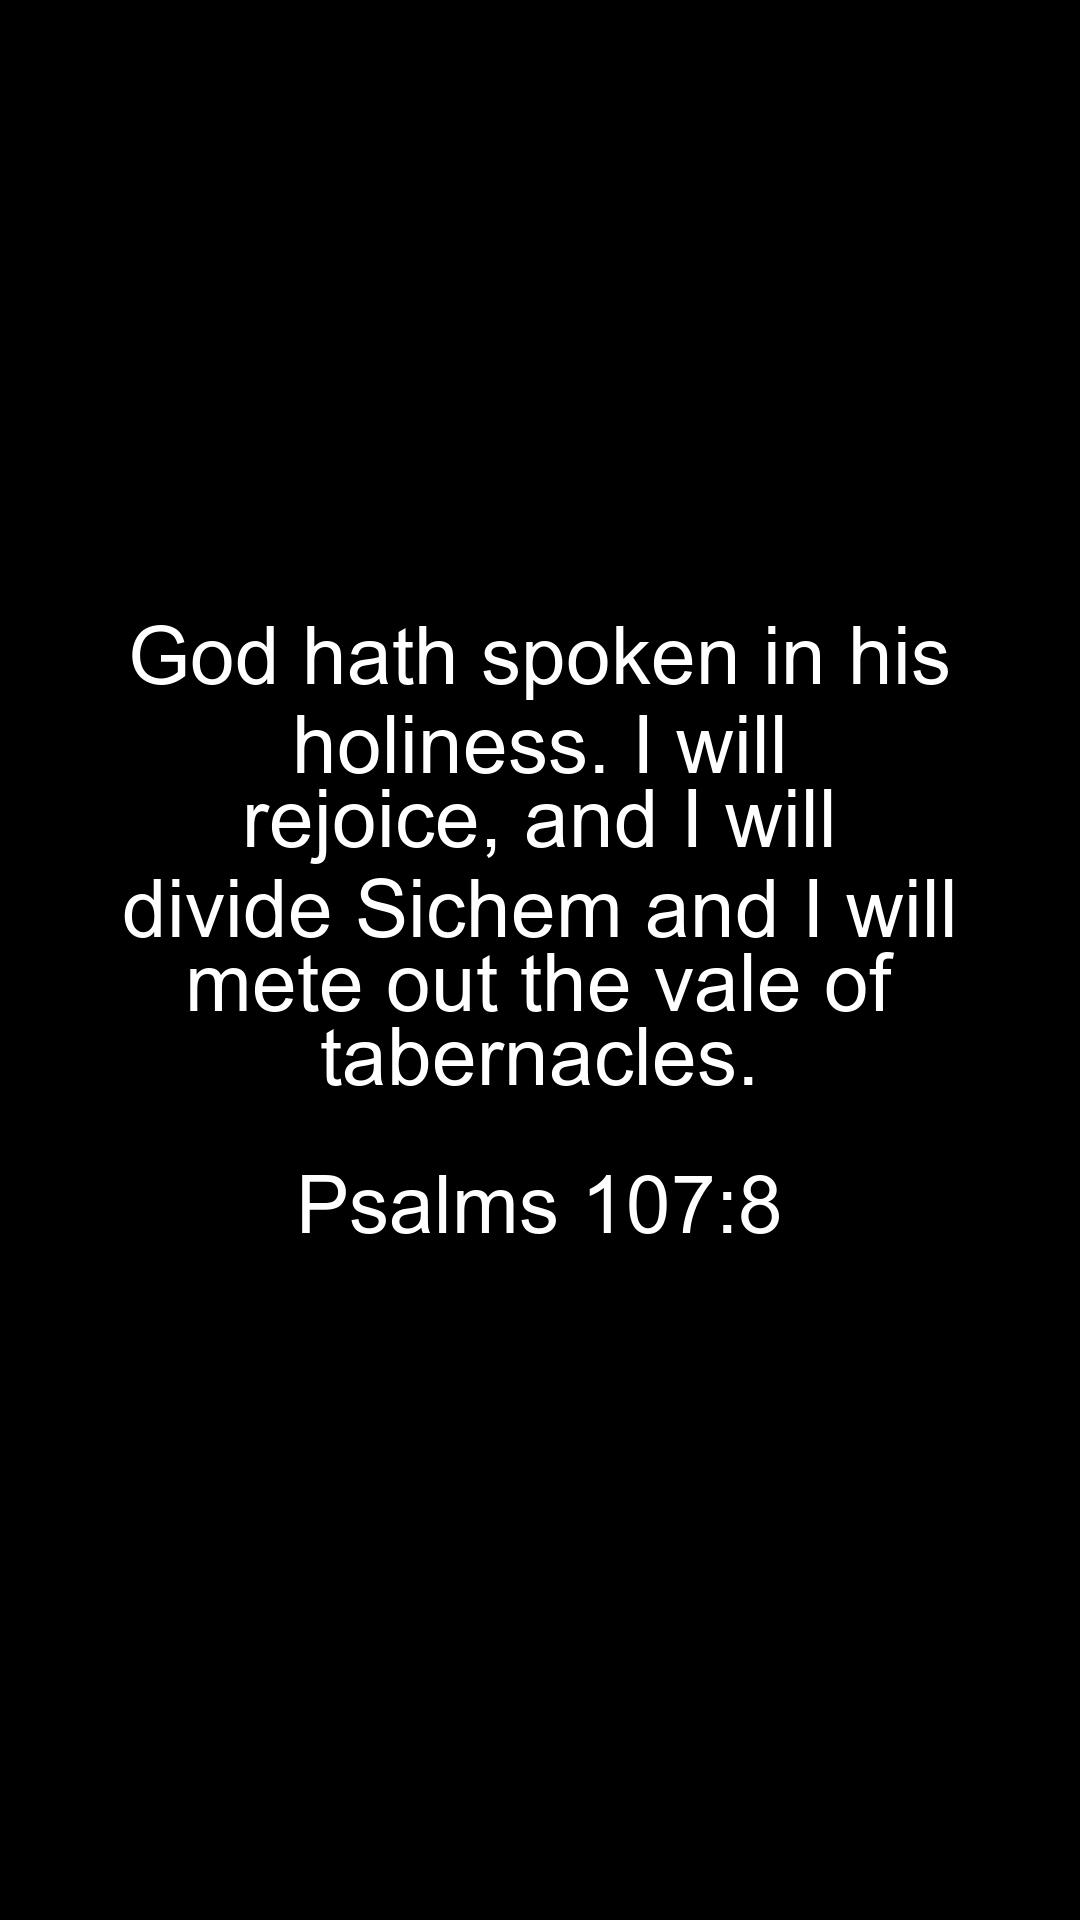 God hath spoken in his
holiness. I will
rejoice, and I will
divide Sichem and I will
mete out the vale of
tabernacles.
Psalms 107:8